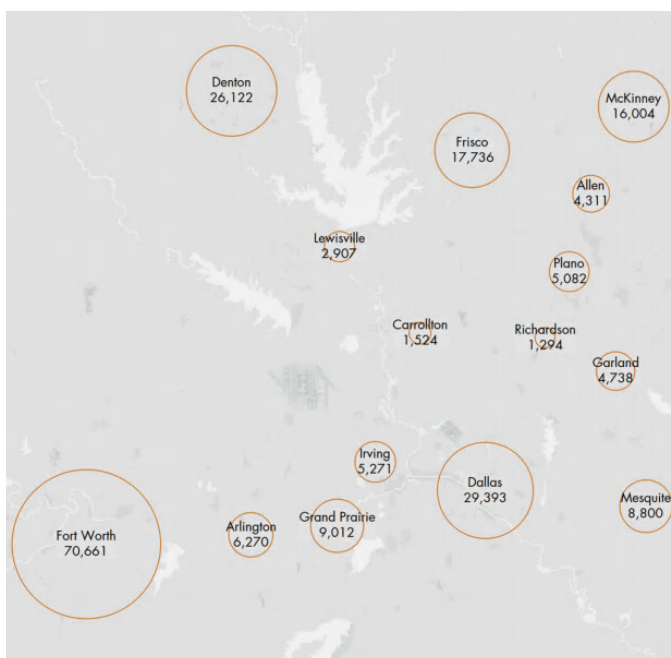 Denton
26,122
McKinney
16,004
Frisco
17,736
Allen
4,311
Lewisville
2,907
Plano
5,082
Carrollton
1,524
Richardson
1,294
Garland
4,738
Irving
5,271
Dallas
29,393
Mesquite
8,800
Grand Prairie
9,012
Arlington
6,270
Fort Worth
70,661